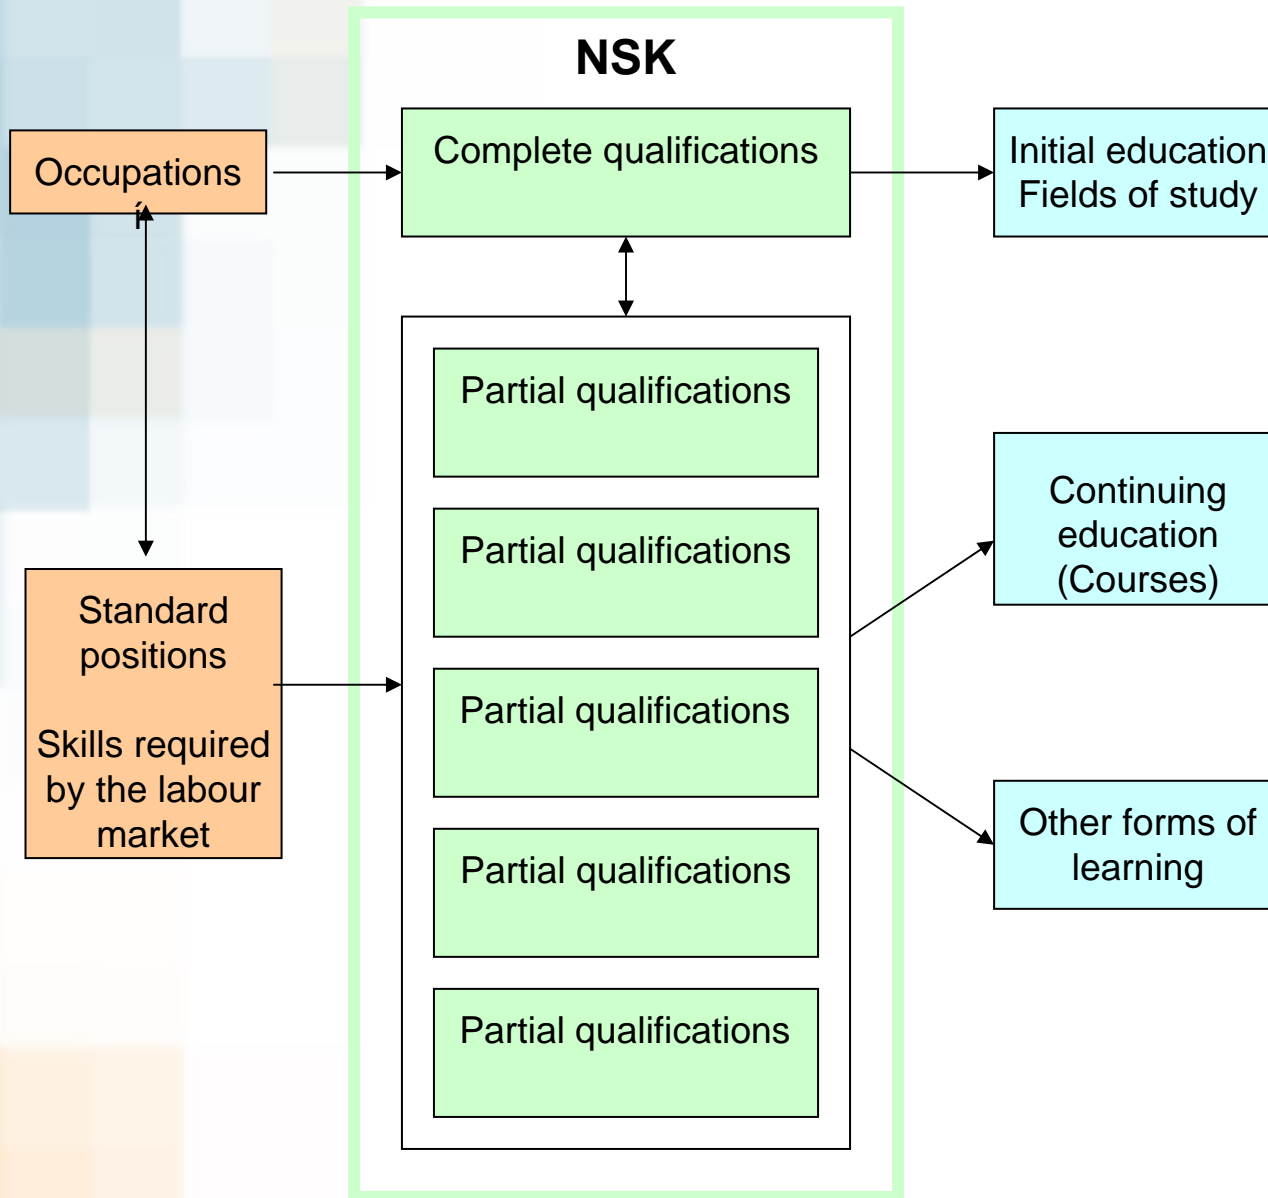 NSK
Occupations
í
Complete qualifications
Initial education
Fields of study
Partial qualifications
Partial qualifications
Partial qualifications
Partial qualifications
Partial qualifications
Standard
positions
Skills required
by the labour
market
Continuing
education
(Courses)
Other forms of
learning